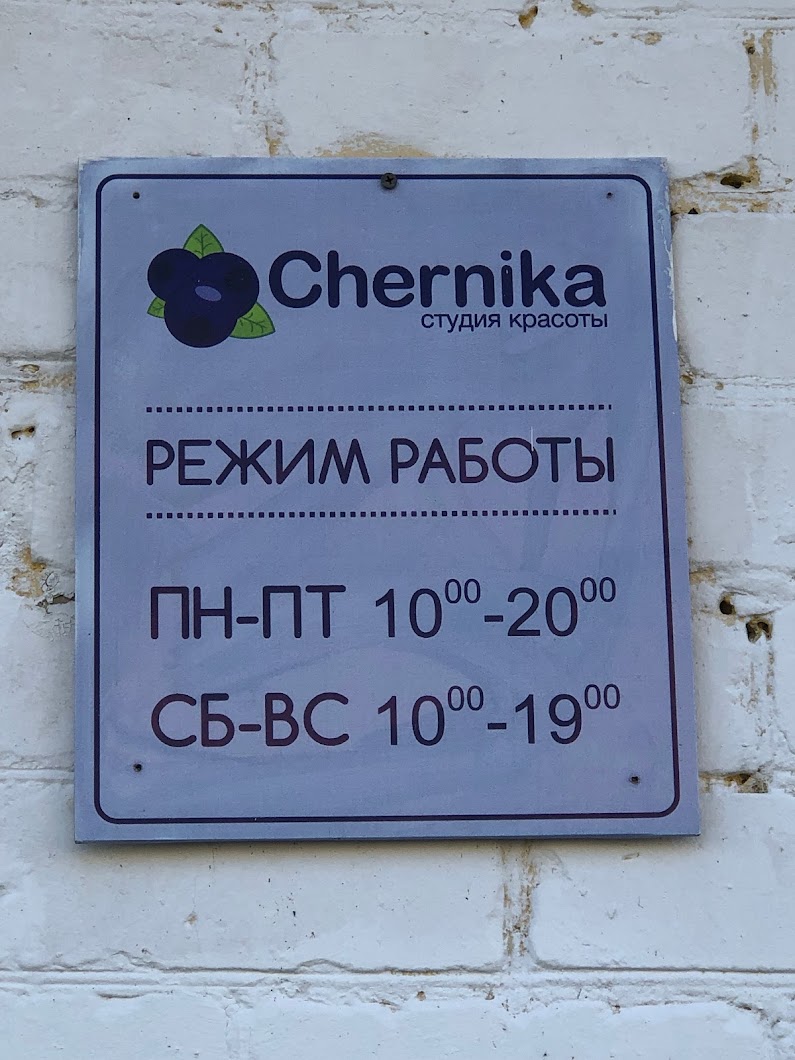 Chernika
студия красоты
РЕЖИМ РАБОТЫ
ПН-ПТ 10⁰⁰-20⁰⁰
СБ-ВС 10⁰⁰-19⁰⁰